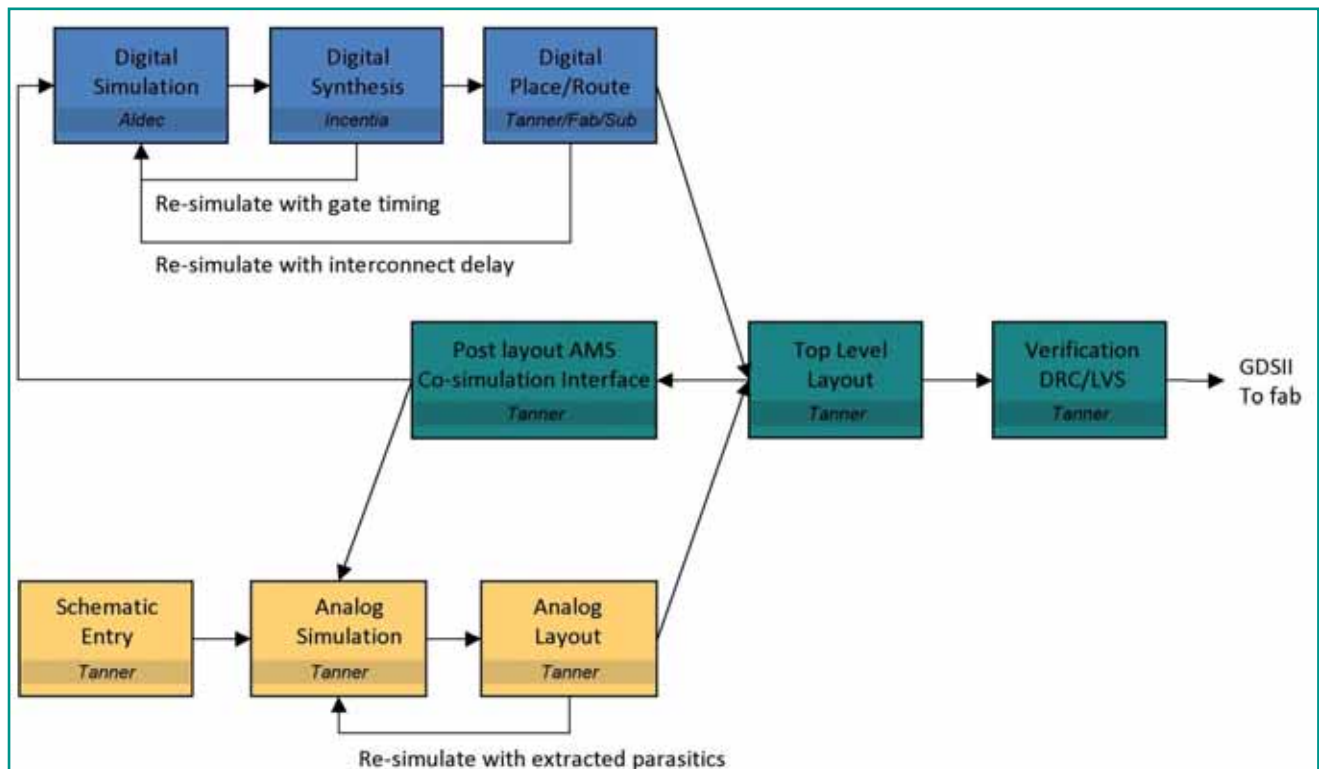 Digital
Simulation
Aldec
Digital
Synthesis
Incentia
Digital
Place/Route
Tanner/Fab/Sub
Re-simulate with gate timing
Re-simulate with interconnect delay
Post layout AMS
Co-simulation Interface
Tanner
Top Level
Layout
Tanner
Verification
DRC/LVS
Tanner
GDSII
To fab
Schematic
Entry
Tanner
Analog
Simulation
Tanner
Analog
Layout
Tanner
Re-simulate with extracted parasitics